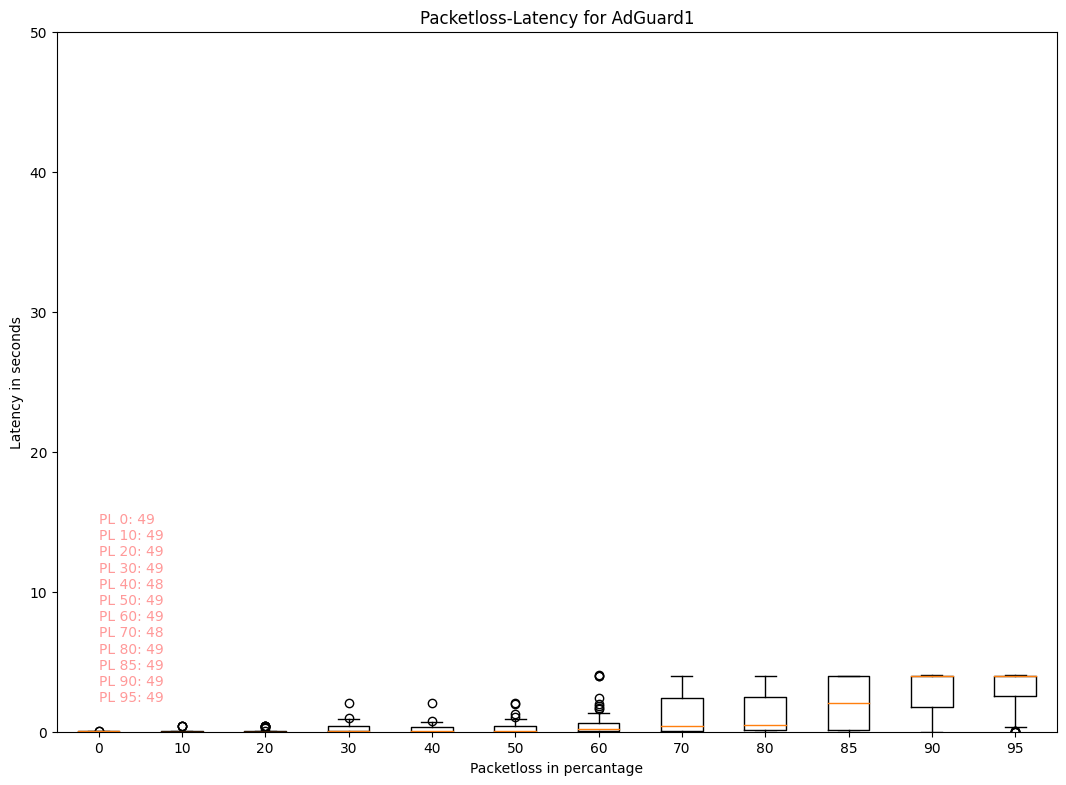 Packetloss-Latency for AdGuard1
50
40
30
20
10
0
Latency in seconds
PL 0: 49
PL 10: 49
PL 20: 49
PL 30: 49
PL 40: 48
PL 50: 49
PL 60: 49
PL 70: 48
PL 80: 49
PL 85: 49
PL 90: 49
PL 95: 49
0 10 20 30 40 50 60 70 80 85 90 95
Packetloss in percantage